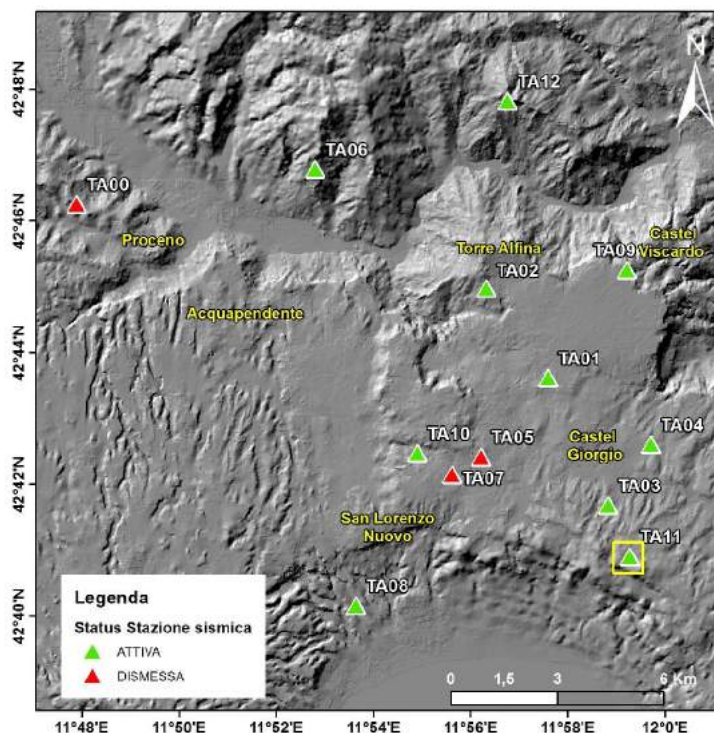 N
42°48'N
42°46'N
42°44'N
42°42'N
42°40'N
TA12
TA06
TA00
Proceno
Castel
Viscardo
TA09
Torre Alfina
TA02
Acquapendente
TA01
TA04
TA10
TA05
Castel
Giorgio
TA07
TA03
San Lorenzo
Nuovo
TA11
TA08
Legenda
Status Stazione sismica
ATTIVA
DISMESSA
0 1,5 3 6 Km
11°48'E 11°50'E 11°52'E 11°54'E 11°56'E 11°58'E 12°0'E